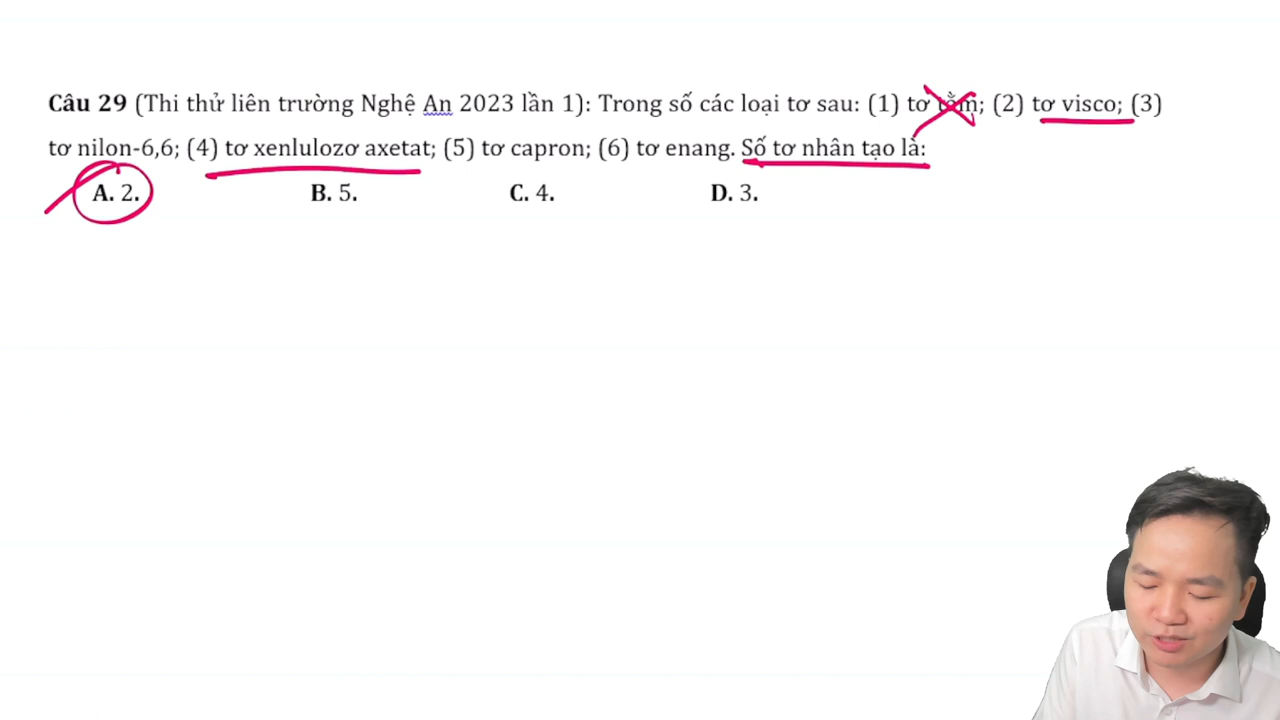 Câu 29 (Thi thử liên trường Nghệ An 2023 lần 1): Trong số các loại tơ sau: (1) tơ tằm; (2) tơ visco; (3)
tơ nilon-6,6; (4) tơ xenlulozơ axetat; (5) tơ capron; (6) tơ enang. Số tơ nhân tạo là:
A. 2. B. 5. C. 4. D. 3.